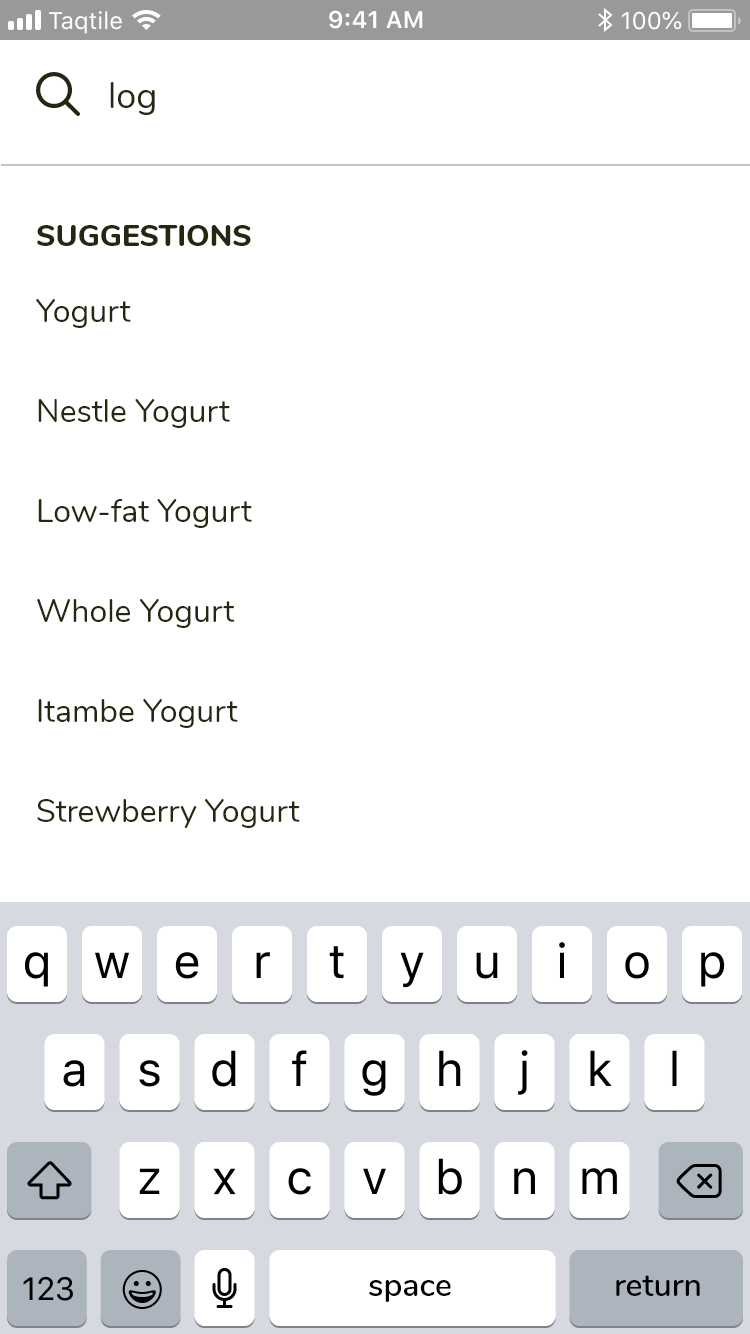 Taqtile 9:41 AM 100%
log
SUGGESTIONS
Yogurt
Nestle Yogurt
Low-fat Yogurt
Whole Yogurt
Itambe Yogurt
Strewberry Yogurt
q w e r t y u i o p
a s d f g h j k l
z x c v b n m
123 space return